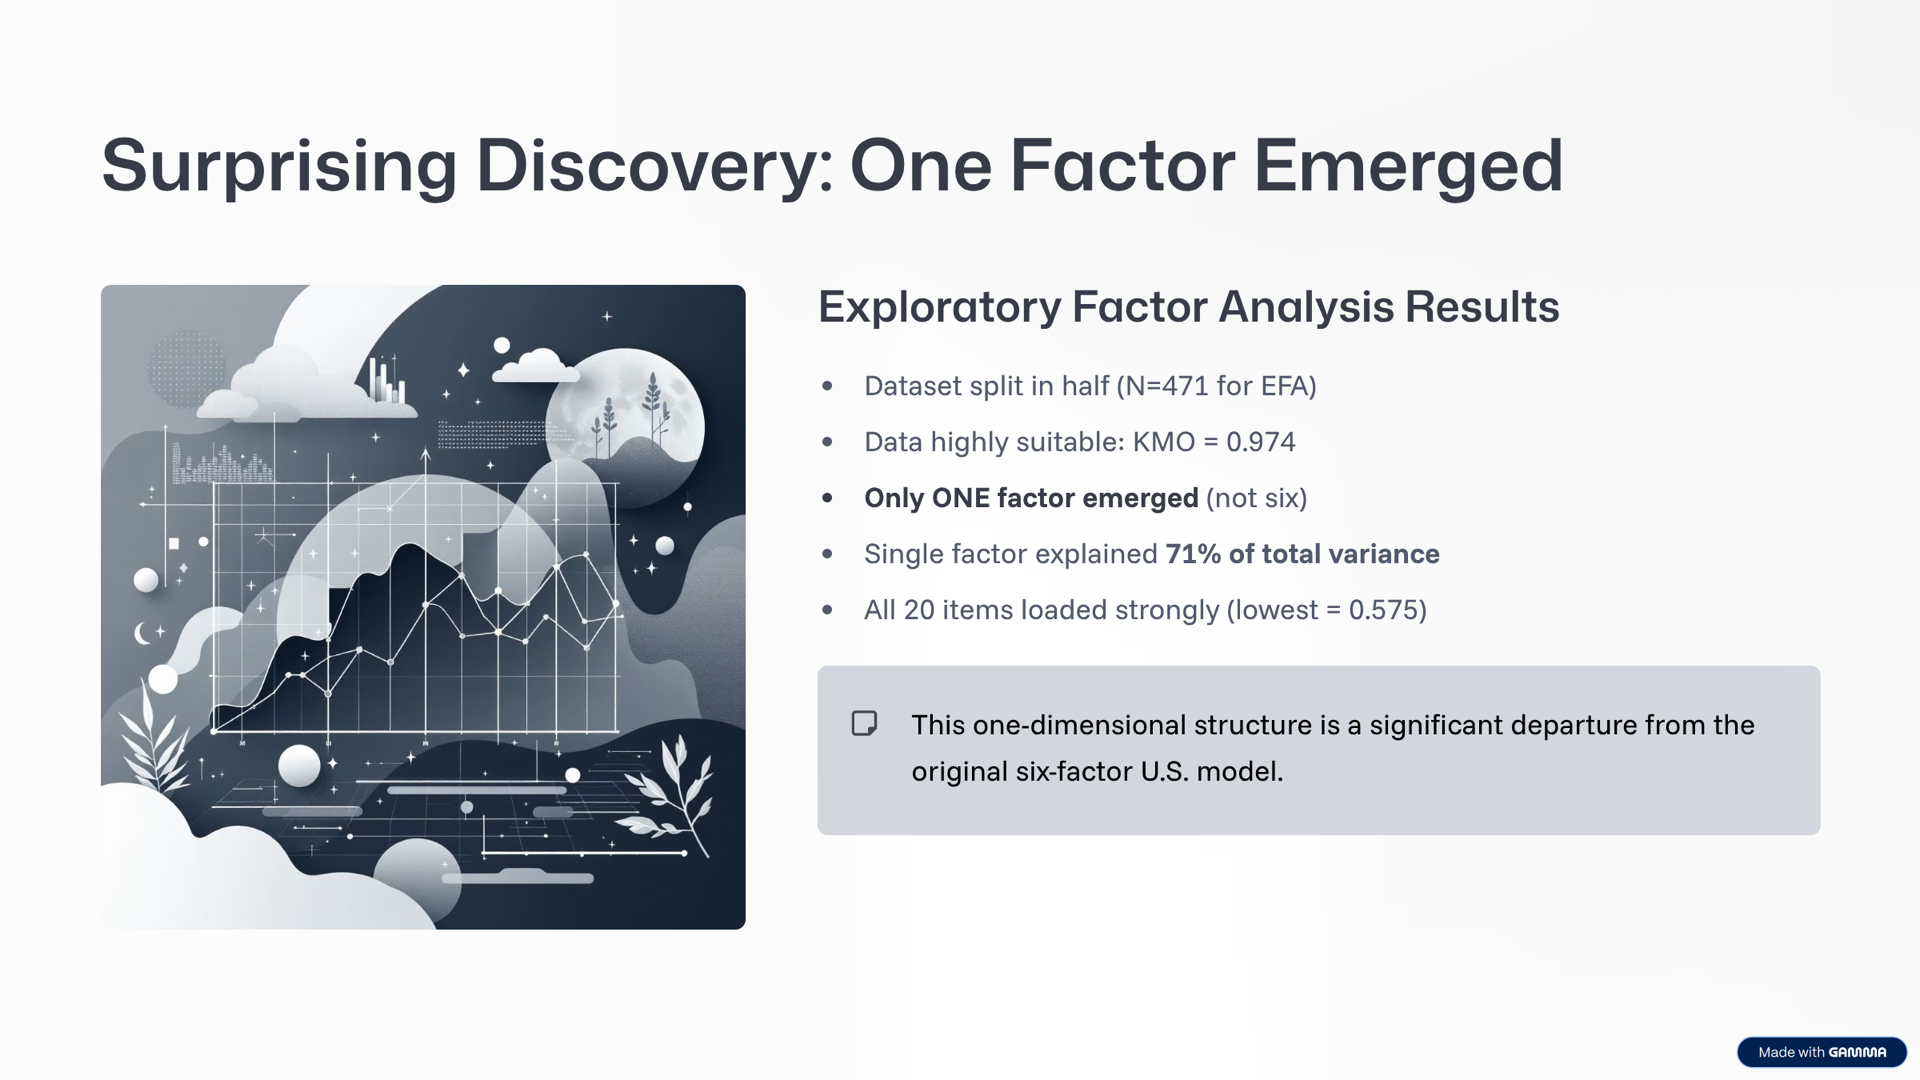 Surprising Discovery: One Factor Emerged
Exploratory Factor Analysis Results
• Dataset split in half (N=471 for EFA)
• Data highly suitable: KMO = 0.974
• Only ONE factor emerged (not six)
• Single factor explained 71% of total variance
• All 20 items loaded strongly (lowest = 0.575)
This one-dimensional structure is a significant departure from the
original six-factor U.S. model.
Made with GAMMA